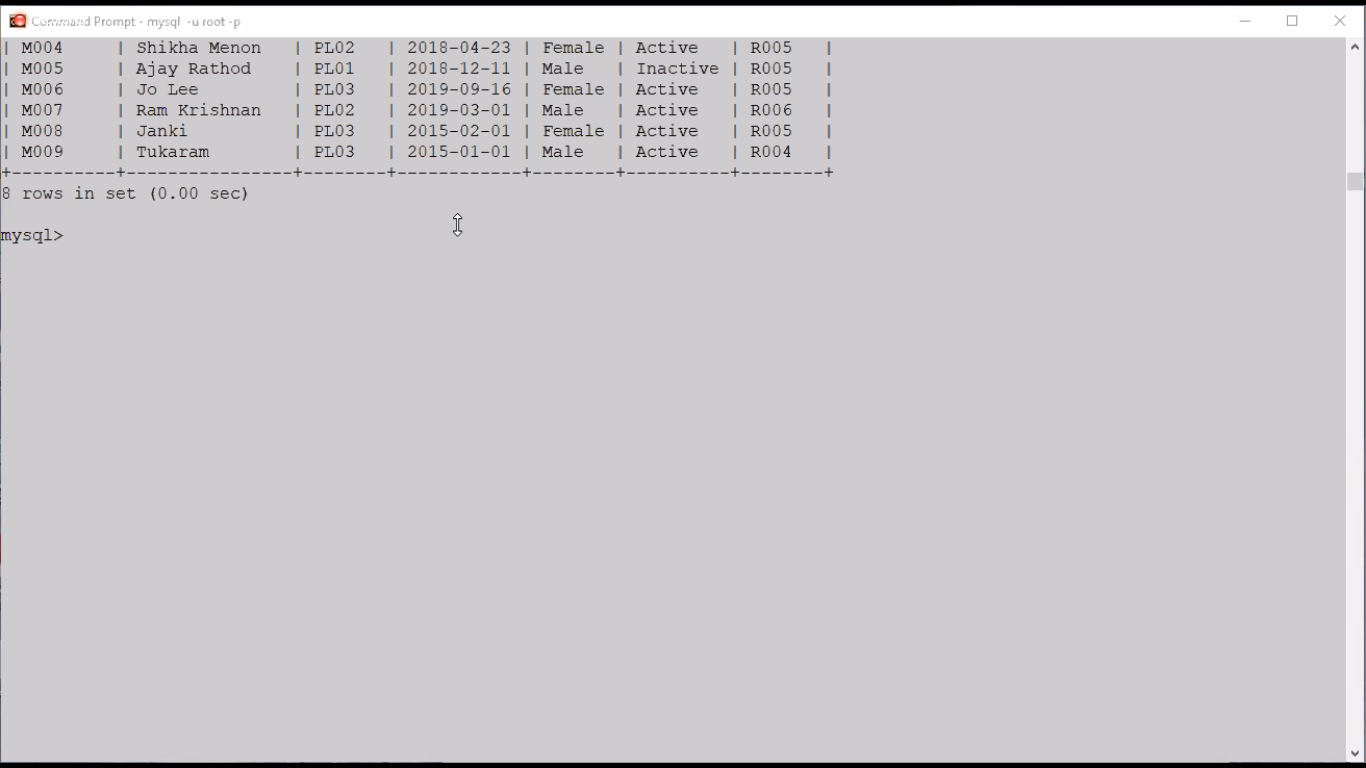 Command Prompt - mysql -u root -p
| M004     | Shikha Menon   | PL02   | 2018-04-23 | Female | Active   | R005   |
| M005     | Ajay Rathod    | PL01   | 2018-12-11 | Male   | Inactive | R005   |
| M006     | Jo Lee         | PL03   | 2019-09-16 | Female | Active   | R005   |
| M007     | Ram Krishnan   | PL02   | 2019-03-01 | Male   | Active   | R006   |
| M008     | Janki          | PL03   | 2015-02-01 | Female | Active   | R005   |
| M009     | Tukaram        | PL03   | 2015-01-01 | Male   | Active   | R004   |
+----------+----------------+--------+------------+--------+----------+--------+
8 rows in set (0.00 sec)
mysql>